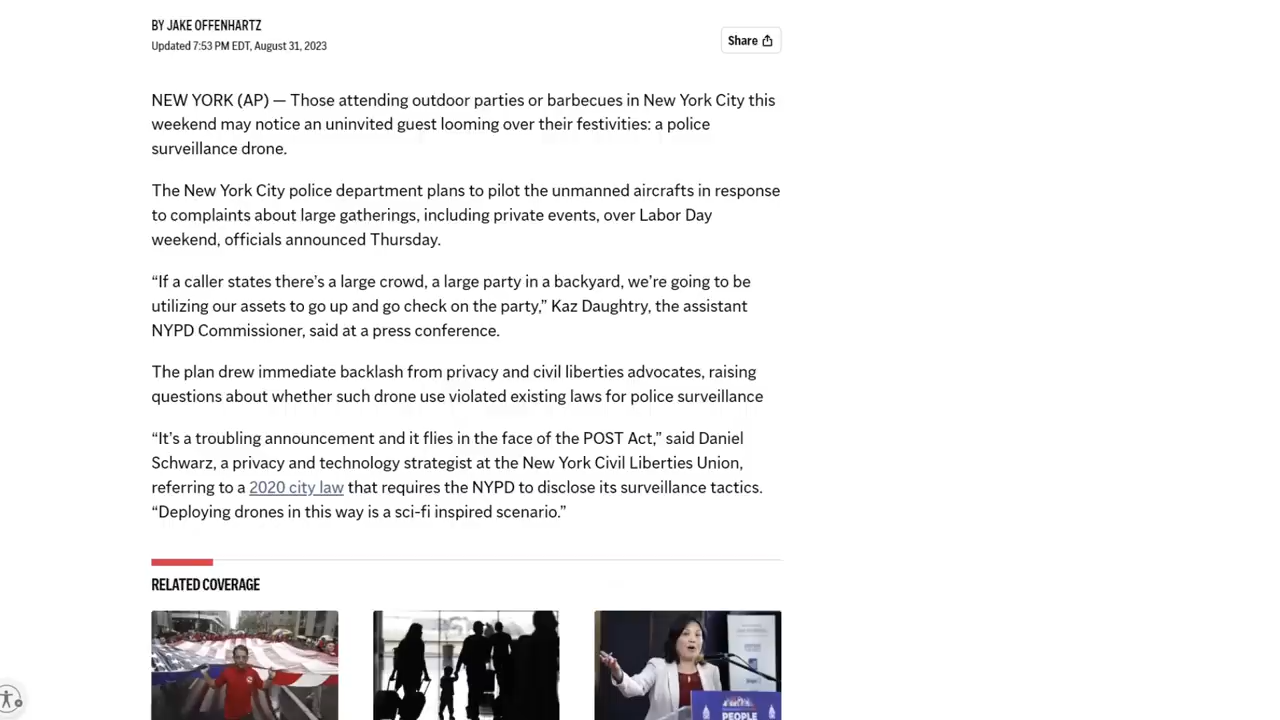 BY JAKE OFFENHARTZ
Updated 7:53 PM EDT, August 31, 2023
Share
NEW YORK (AP) — Those attending outdoor parties or barbecues in New York City this
weekend may notice an uninvited guest looming over their festivities: a police
surveillance drone.
The New York City police department plans to pilot the unmanned aircrafts in response
to complaints about large gatherings, including private events, over Labor Day
weekend, officials announced Thursday.
“If a caller states there’s a large crowd, a large party in a backyard, we’re going to be
utilizing our assets to go up and go check on the party,” Kaz Daughtry, the assistant
NYPD Commissioner, said at a press conference.
The plan drew immediate backlash from privacy and civil liberties advocates, raising
questions about whether such drone use violated existing laws for police surveillance
“It’s a troubling announcement and it flies in the face of the POST Act,” said Daniel
Schwarz, a privacy and technology strategist at the New York Civil Liberties Union,
referring to a 2020 city law that requires the NYPD to disclose its surveillance tactics.
“Deploying drones in this way is a sci-fi inspired scenario.”
RELATED COVERAGE
PEOPLE